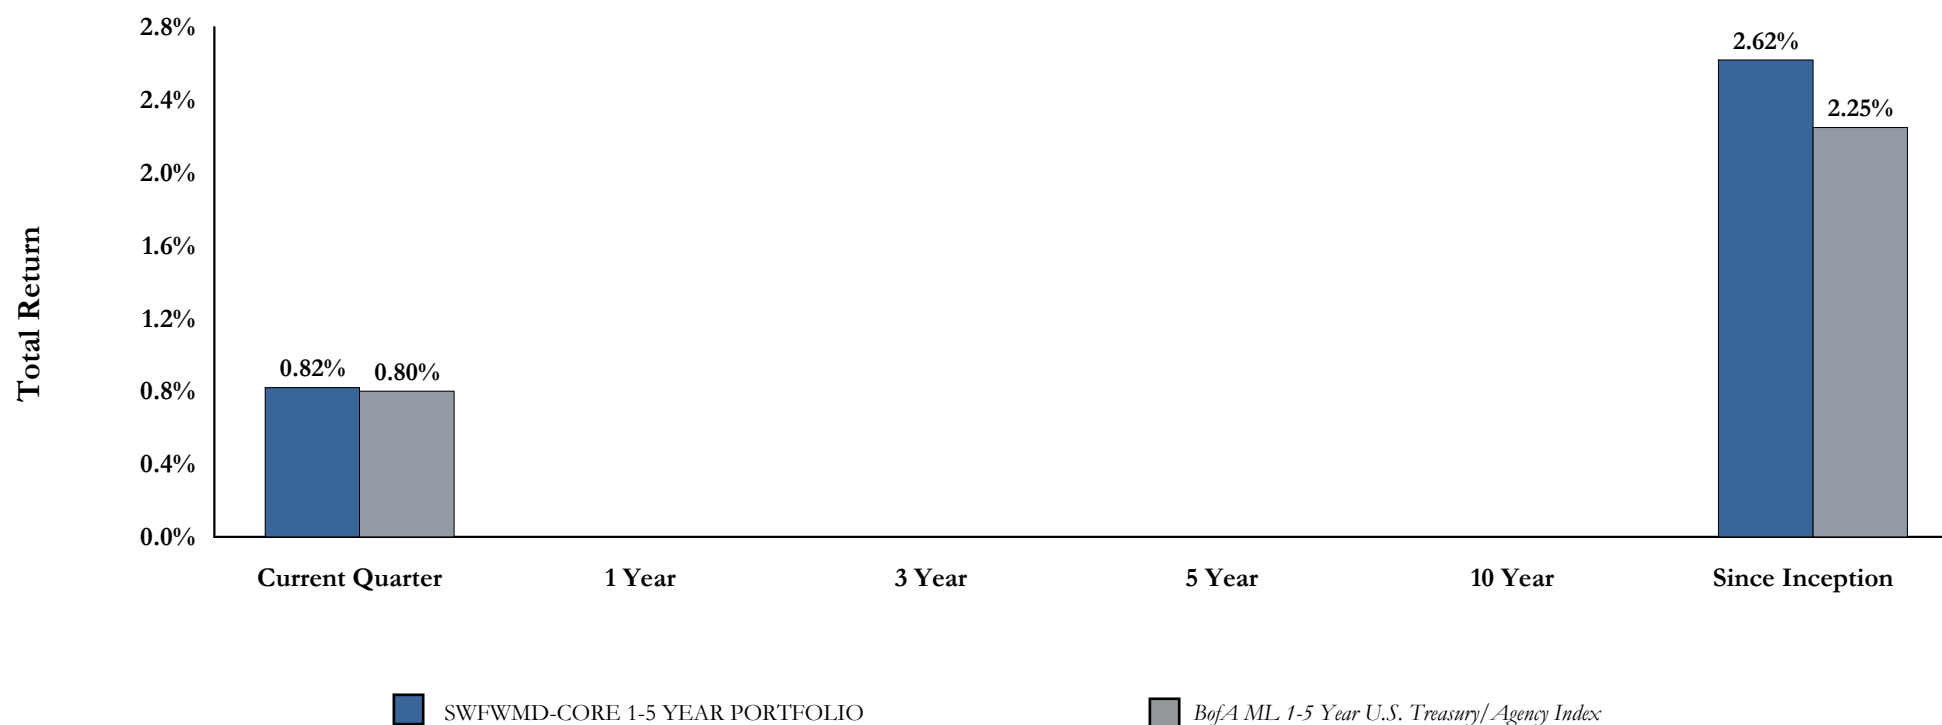 2.8%
2.4%
2.0%
1.6%
1.2%
0.8%
0.4%
0.0%
Total Return
0.82%
0.80%
2.62%
2.25%
Current Quarter
1 Year
3 Year
5 Year
10 Year
Since Inception
SWFWMD-CORE 1-5 YEAR PORTFOLIO
BofA ML 1-5 Year U.S. Treasury/Agency Index